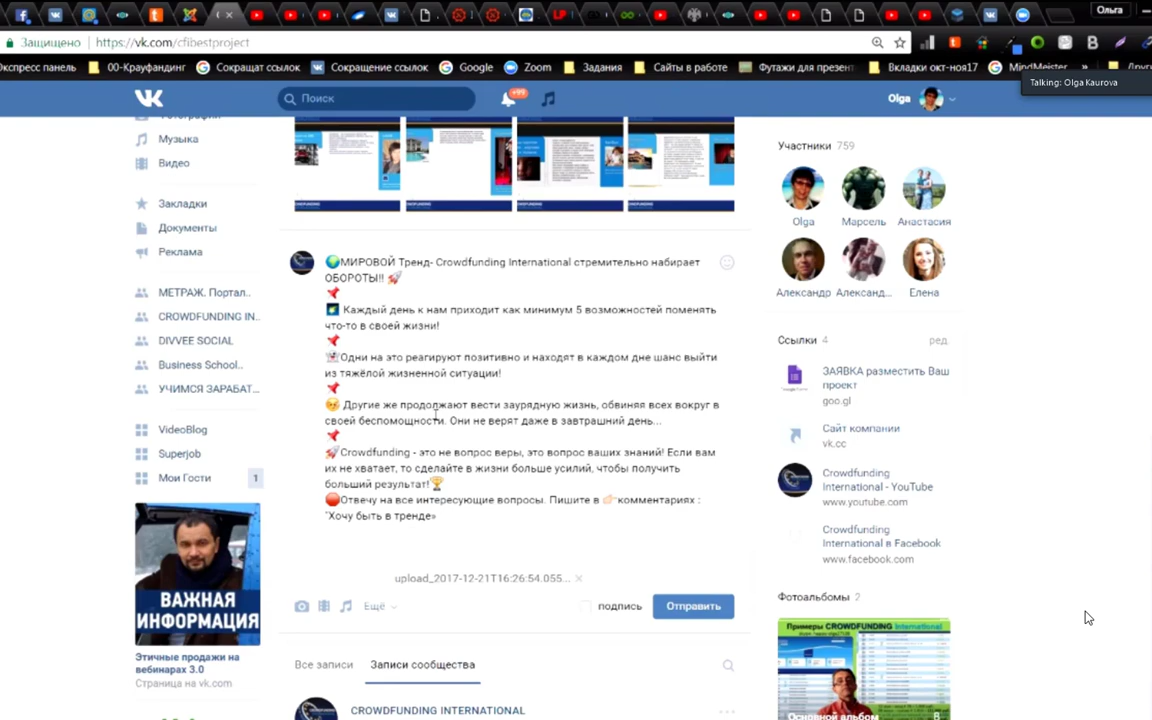 Ольга
Защищено https://vk.com/cfibestproject
Экспресс панель 00-Краудфандинг Сократит ссылок Сокращение ссылок Google Zoom Задания Сайты в работе Футажи для презент Вкладки окт-ноя17 MindMeister »
Talking: Olga Kaurova
Поиск +99 Olga
Музыка
Видео
Закладки
Документы
Реклама
МЕТРАЖ. Портал..
CROWDFUNDING IN..
DIVVEE SOCIAL
Business School..
УЧИМСЯ ЗАРАБАТ...
VideoBlog
Superjob
Мои Гости 1
ВАЖНАЯ
ИНФОРМАЦИЯ
Этичные продажи на
вебинарах 3.0
Страница на vk.com
МИРОВОЙ Тренд- Crowdfunding International стремительно набирает
ОБОРОТЫ!!
Каждый день к нам приходит как минимум 5 возможностей поменять
что-то в своей жизни!
Одни на это реагируют позитивно и находят в каждом дне шанс выйти
из тяжёлой жизненной ситуации!
Другие же продолжают вести заурядную жизнь, обвиняя всех вокруг в
своей беспомощности. Они не верят даже в завтрашний день...
Crowdfunding - это не вопрос веры, это вопрос ваших знаний! Если вам
их не хватает, то сделайте в жизни больше усилий, чтобы получить
больший результат!
Отвечу на все интересующие вопросы. Пишите в комментариях :
"Хочу быть в тренде»
upload_2017-12-21T16:26:54.055...
Ещё
подпись
Отправить
Все записи Записи сообщества
CROWDFUNDING INTERNATIONAL
Участники 759
Olga Марсель Анастасия
Александр Александ... Елена
Ссылки 4 ред.
ЗАЯВКА разместить Ваш
проект
goo.gl
Сайт компании
vk.cc
Crowdfunding
International - YouTube
www.youtube.com
Crowdfunding
International в Facebook
www.facebook.com
Фотоальбомы 2
Примеры CROWDFUNDING International
Основной альбом 8